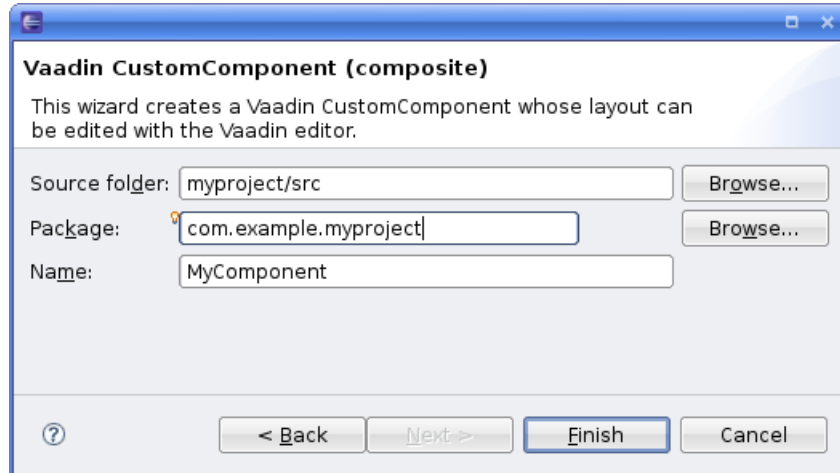 Vaadin CustomComponent (composite)
This wizard creates a Vaadin CustomComponent whose layout can
be edited with the Vaadin editor.
Source folder: myproject/src Browse...
Package: com.example.myproject Browse...
Name: MyComponent
? < Back Next > Finish Cancel